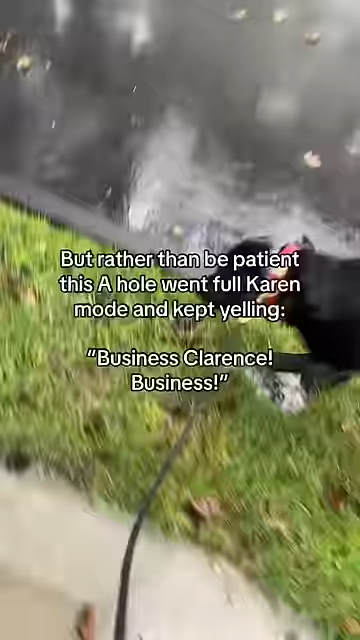 But rather than be patient
this A hole went full Karen
mode and kept yelling:
“Business Clarence!
Business!”